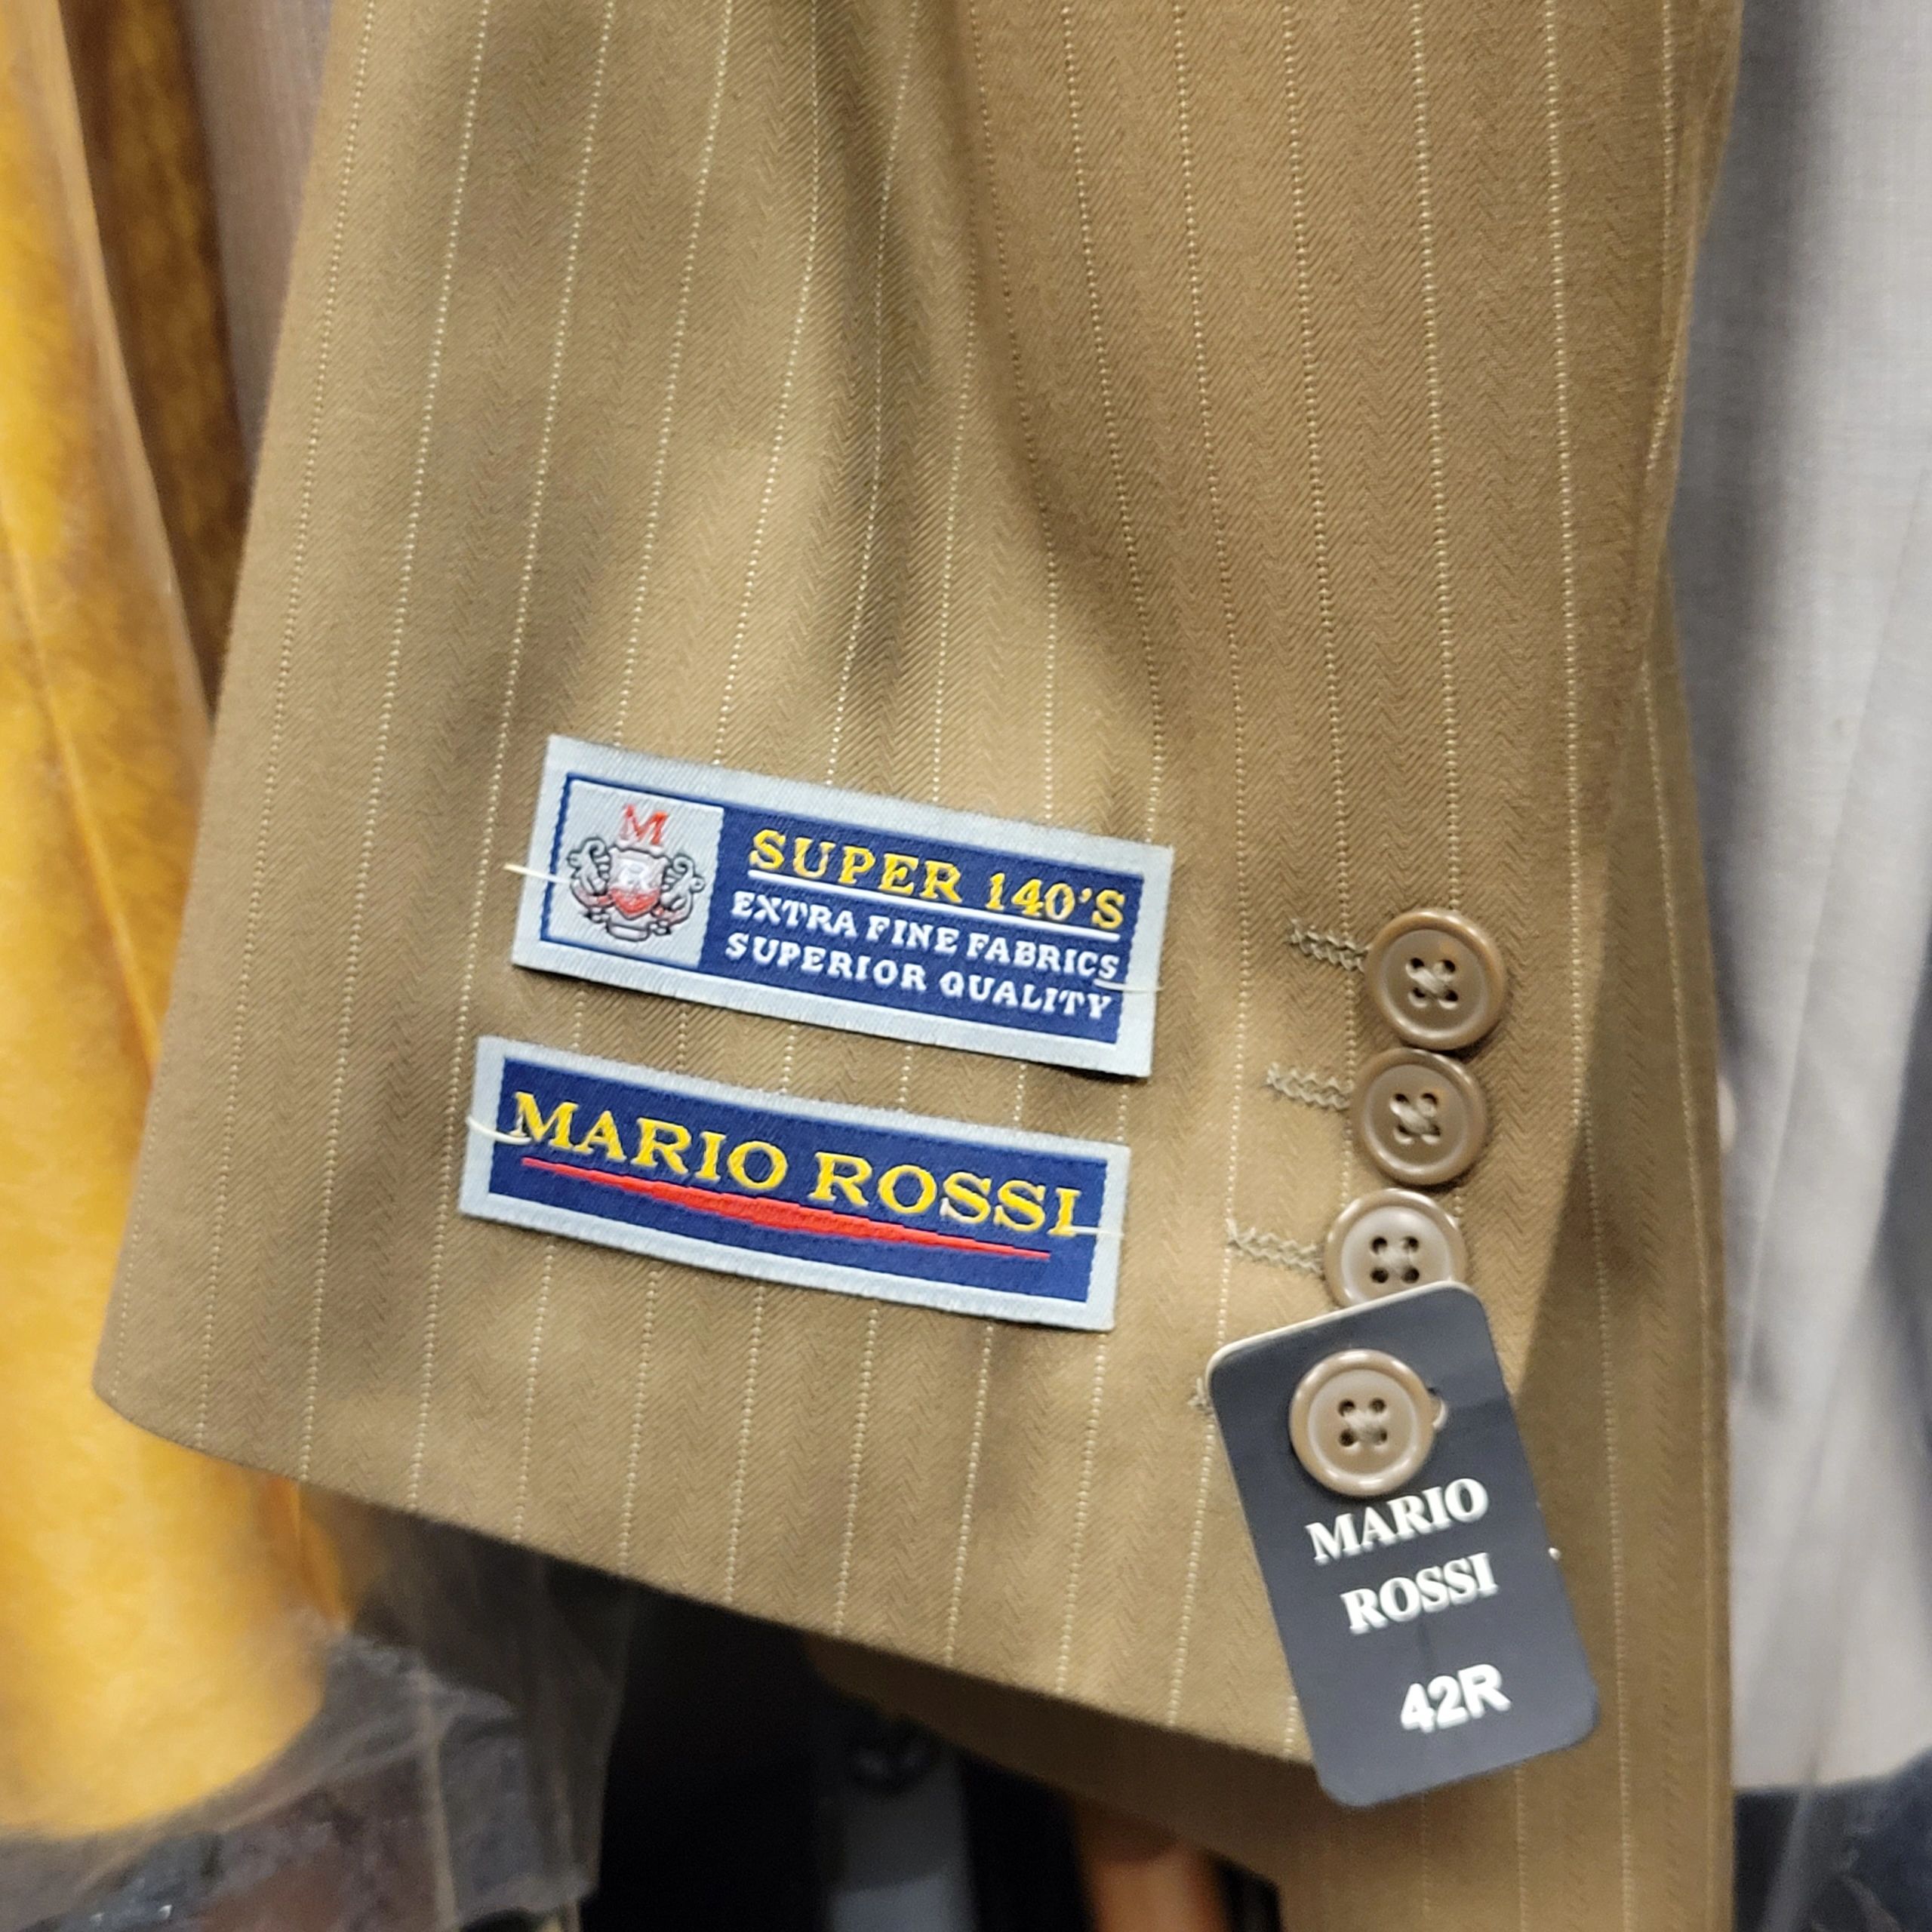 M
R
SUPER 140'S
EXTRA FINE FABRICS
SUPERIOR QUALITY
MARIO ROSSI
MARIO
ROSSI
42R